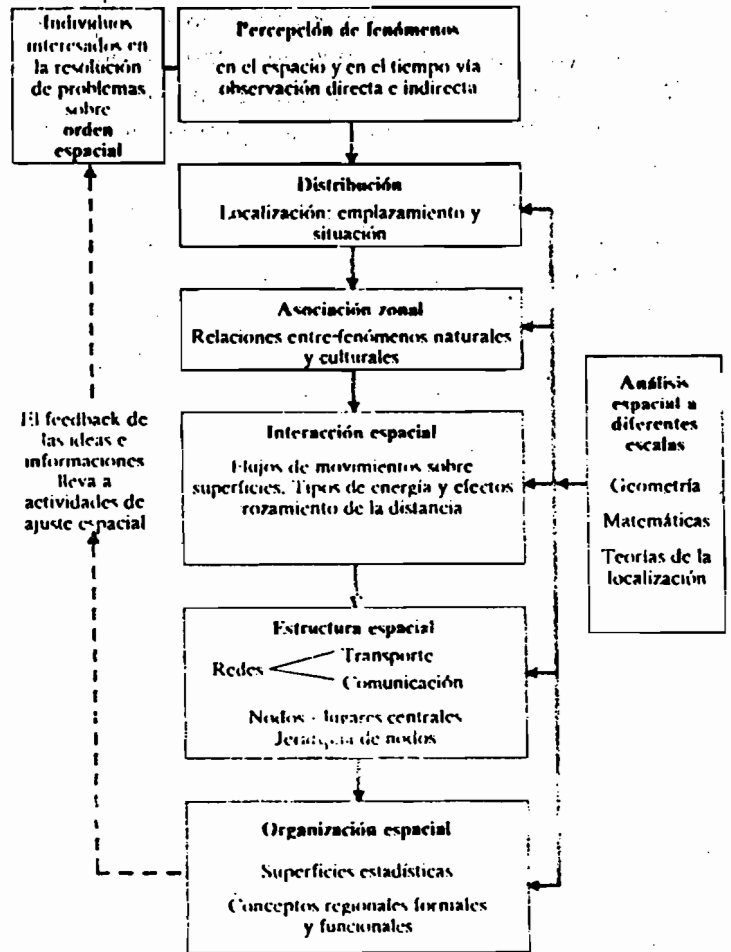 Individuos
interesados en
la resolución
de problemas
sobre
orden
espacial
Percepción de fenómenos
en el espacio y en el tiempo vía
observación directa e indirecta
Distribución
Localización: emplazamiento y
situación
Asociación zonal
Relaciones entre fenómenos naturales
y culturales
Interacción espacial
Flujos de movimientos sobre
superficies. Tipos de energía y efectos
rozamiento de la distancia
Estructura espacial
Redes
Transporte
Comunicación
Nodos - lugares centrales
Jerarquía de nodos
Organización espacial
Superficies estadísticas
Conceptos regionales formales
y funcionales
El feedback de
las ideas e
informaciones
lleva a
actividades de
ajuste espacial
Análisis
espacial a
diferentes
escalas
Geometría
Matemáticas
Teorías de la
localización